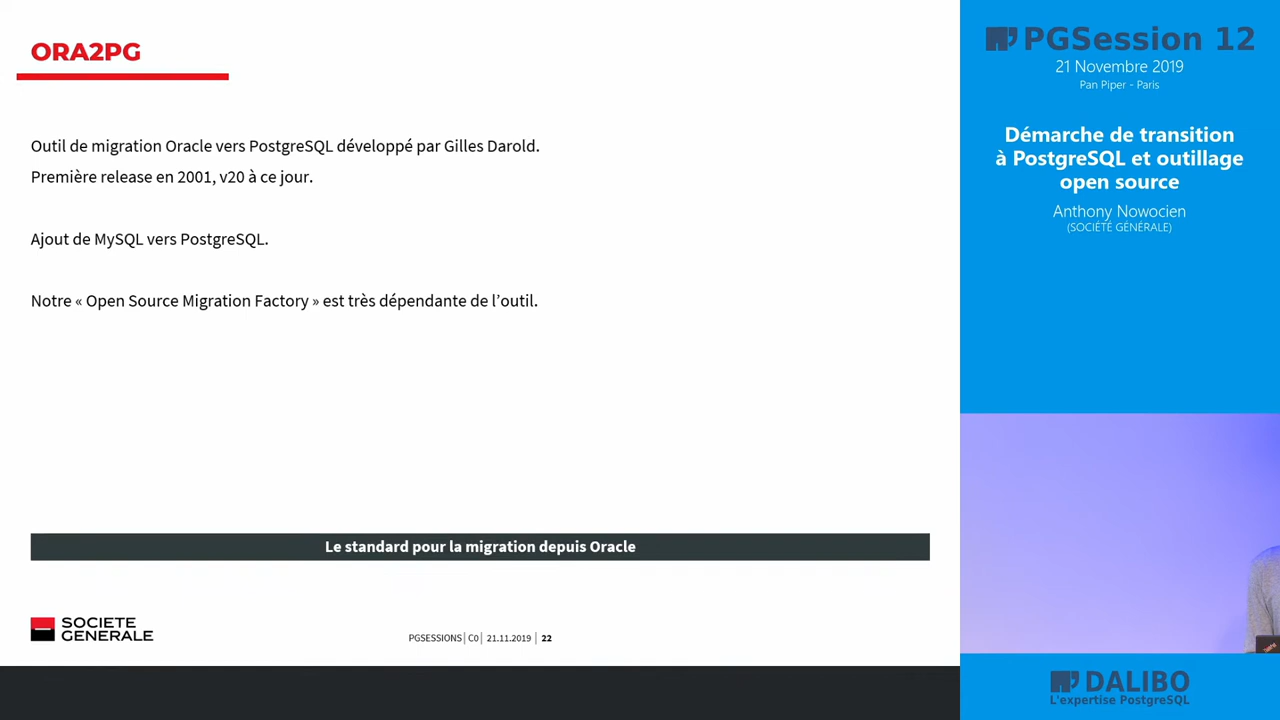 ORA2PG
Outil de migration Oracle vers PostgreSQL développé par Gilles Darold.
Première release en 2001, v20 à ce jour.
Ajout de MySQL vers PostgreSQL.
Notre « Open Source Migration Factory » est très dépendante de l’outil.
Le standard pour la migration depuis Oracle
SOCIETE
GENERALE
PGSESSIONS | C0 | 21.11.2019 | 22
PGSession 12
21 Novembre 2019
Pan Piper - Paris
Démarche de transition
à PostgreSQL et outillage
open source
Anthony Nowocien
(SOCIÉTÉ GÉNÉRALE)
DALIBO
L'expertise PostgreSQL